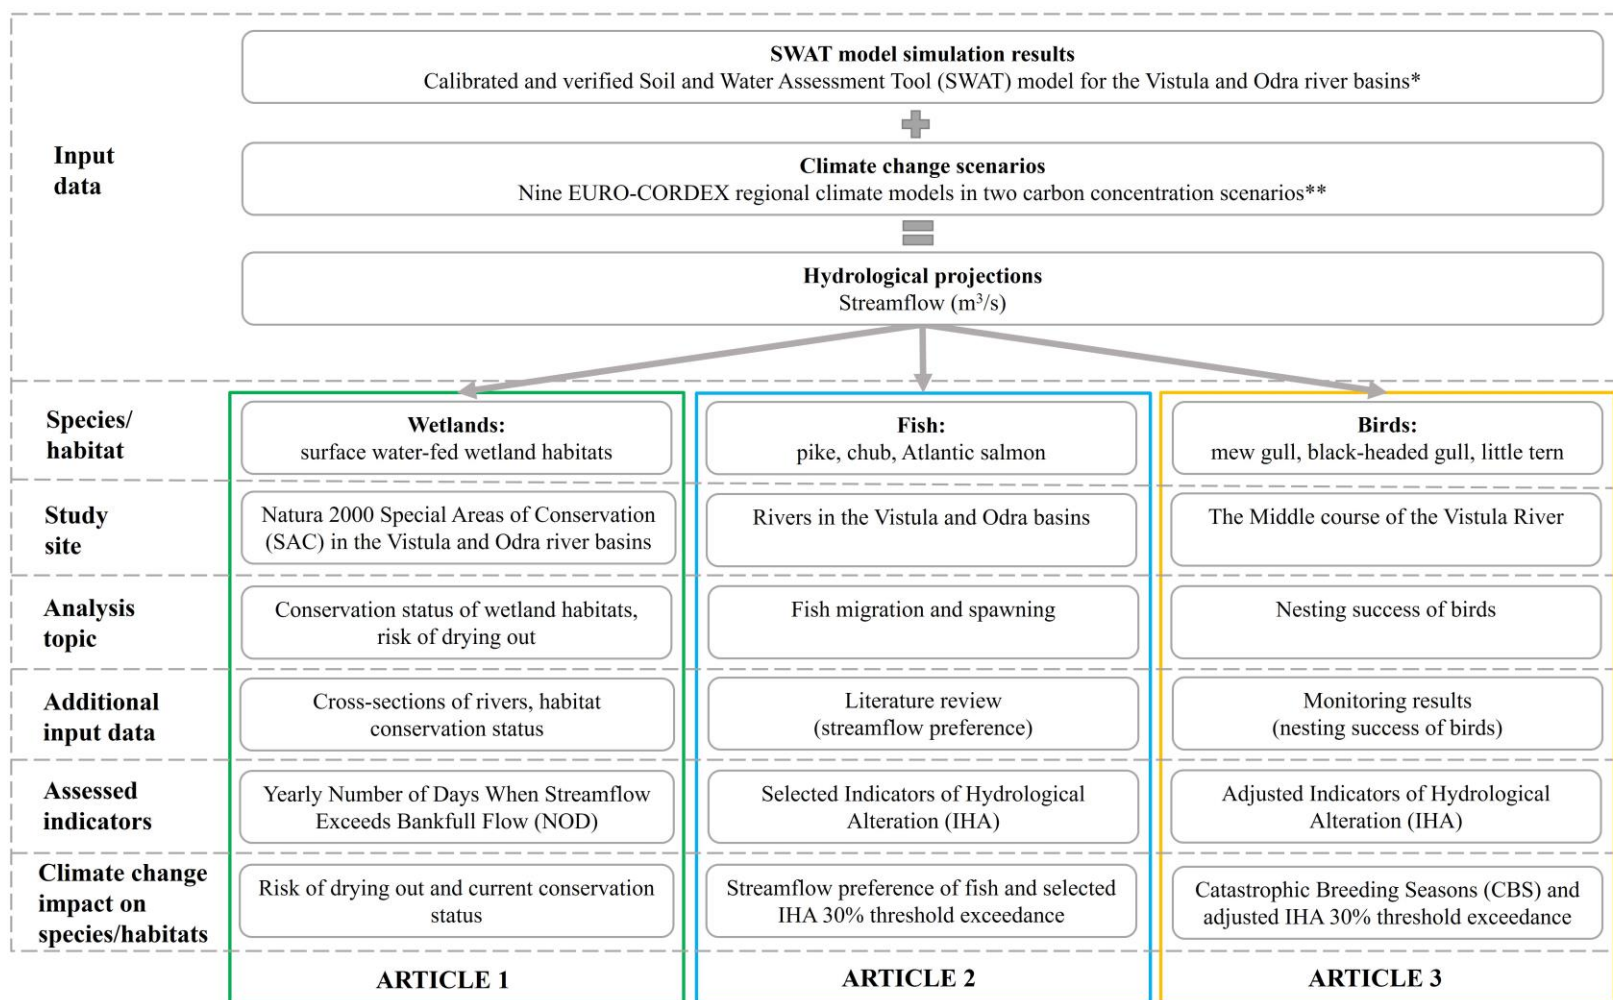 Input
data
SWAT model simulation results
Calibrated and verified Soil and Water Assessment Tool (SWAT) model for the Vistula and Odra river basins*
Climate change scenarios
Nine EURO-CORDEX regional climate models in two carbon concentration scenarios**
Hydrological projections
Streamflow (m³/s)
Species/
habitat
Wetlands:
surface water-fed wetland habitats
Fish:
pike, chub, Atlantic salmon
Birds:
mew gull, black-headed gull, little tern
Study
site
Natura 2000 Special Areas of Conservation
(SAC) in the Vistula and Odra river basins
Rivers in the Vistula and Odra basins
The Middle course of the Vistula River
Analysis
topic
Conservation status of wetland habitats,
risk of drying out
Fish migration and spawning
Nesting success of birds
Additional
input data
Cross-sections of rivers, habitat
conservation status
Literature review
(streamflow preference)
Monitoring results
(nesting success of birds)
Assessed
indicators
Yearly Number of Days When Streamflow
Exceeds Bankfull Flow (NOD)
Selected Indicators of Hydrological
Alteration (IHA)
Adjusted Indicators of Hydrological
Alteration (IHA)
Climate change
impact on
species/habitats
Risk of drying out and current conservation
status
Streamflow preference of fish and selected
IHA 30% threshold exceedance
Catastrophic Breeding Seasons (CBS) and
adjusted IHA 30% threshold exceedance
ARTICLE 1
ARTICLE 2
ARTICLE 3